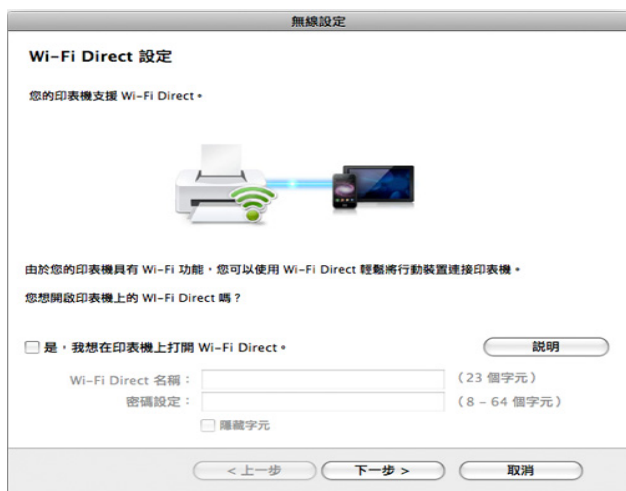 無線設定
Wi-Fi Direct 設定
您的印表機支援 Wi-Fi Direct。
由於您的印表機具有 Wi-Fi 功能，您可以使用 Wi-Fi Direct 輕鬆將行動裝置連接印表機。
您想開啟印表機上的 WI-Fi Direct 嗎？
是，我想在印表機上打開 Wi-Fi Direct。 說明
Wi-Fi Direct 名稱： （23 個字元）
密碼設定： （8 - 64 個字元）
隱藏字元
< 上一步 下一步 > 取消